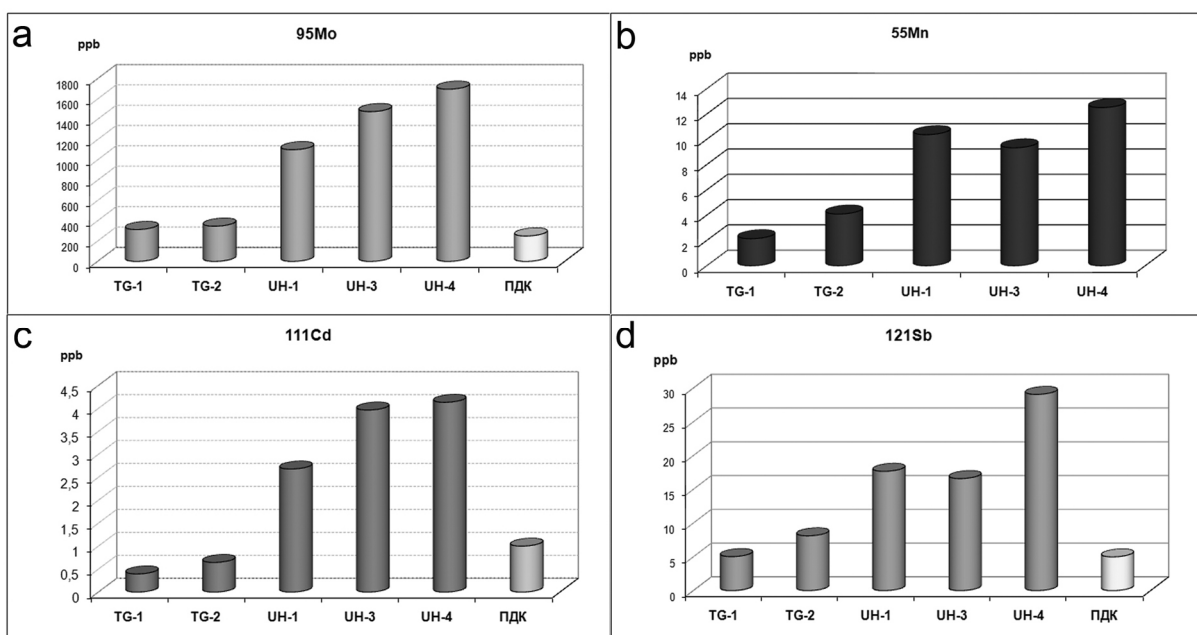 a
95Mo
ppb
1800
1600
1400
1200
1000
800
600
400
200
0
TG-1 TG-2 UH-1 UH-3 UH-4 ПДК
b
55Mn
ppb
14
12
10
8
6
4
2
0
TG-1 TG-2 UH-1 UH-3 UH-4
c
111Cd
ppb
4,5
4
3,5
3
2,5
2
1,5
1
0,5
0
TG-1 TG-2 UH-1 UH-3 UH-4 ПДК
d
121Sb
ppb
30
25
20
15
10
5
0
TG-1 TG-2 UH-1 UH-3 UH-4 ПДК